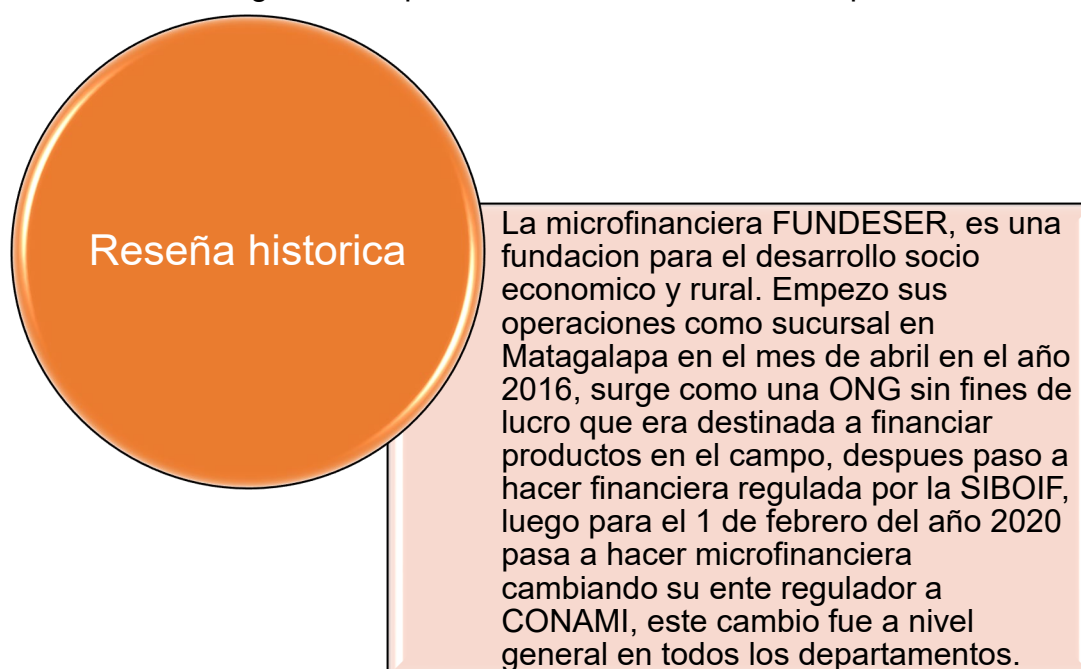 Reseña historica
La microfinanciera FUNDESER, es una
fundacion para el desarrollo socio
economico y rural. Empezo sus
operaciones como sucursal en
Matagalapa en el mes de abril en el año
2016, surge como una ONG sin fines de
lucro que era destinada a financiar
productos en el campo, despues paso a
hacer financiera regulada por la SIBOIF,
luego para el 1 de febrero del año 2020
pasa a hacer microfinanciera
cambiando su ente regulador a
CONAMI, este cambio fue a nivel
general en todos los departamentos.